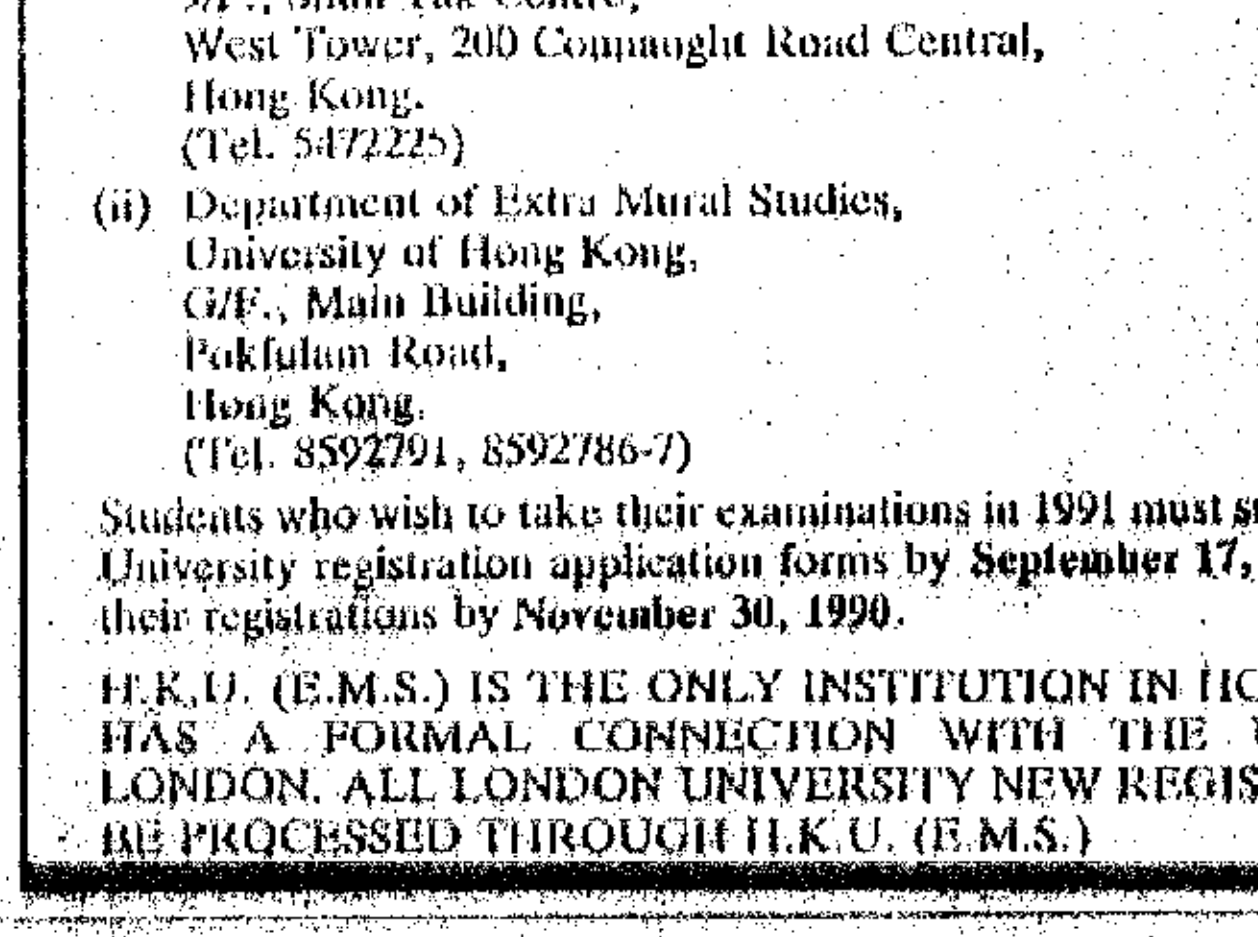 West Tower, 200 Connaught Road Central,
Hong Kong.
(Tel. 5472225)
(ii) Department of Extra Mural Studies,
University of Hong Kong,
G/F., Main Building,
Pokfulam Road,
Hong Kong.
(Tel. 8592791, 8592786-7)
Students who wish to take their examinations in 1991 must
University registration application forms by September 17,
their registrations by November 30, 1990.
H.K.U. (E.M.S.) IS THE ONLY INSTITUTION IN
HAS A FORMAL CONNECTION WITH THE
LONDON. ALL LONDON UNIVERSITY NEW REGIS
BE PROCESSED THROUGH H.K.U. (E.M.S.)